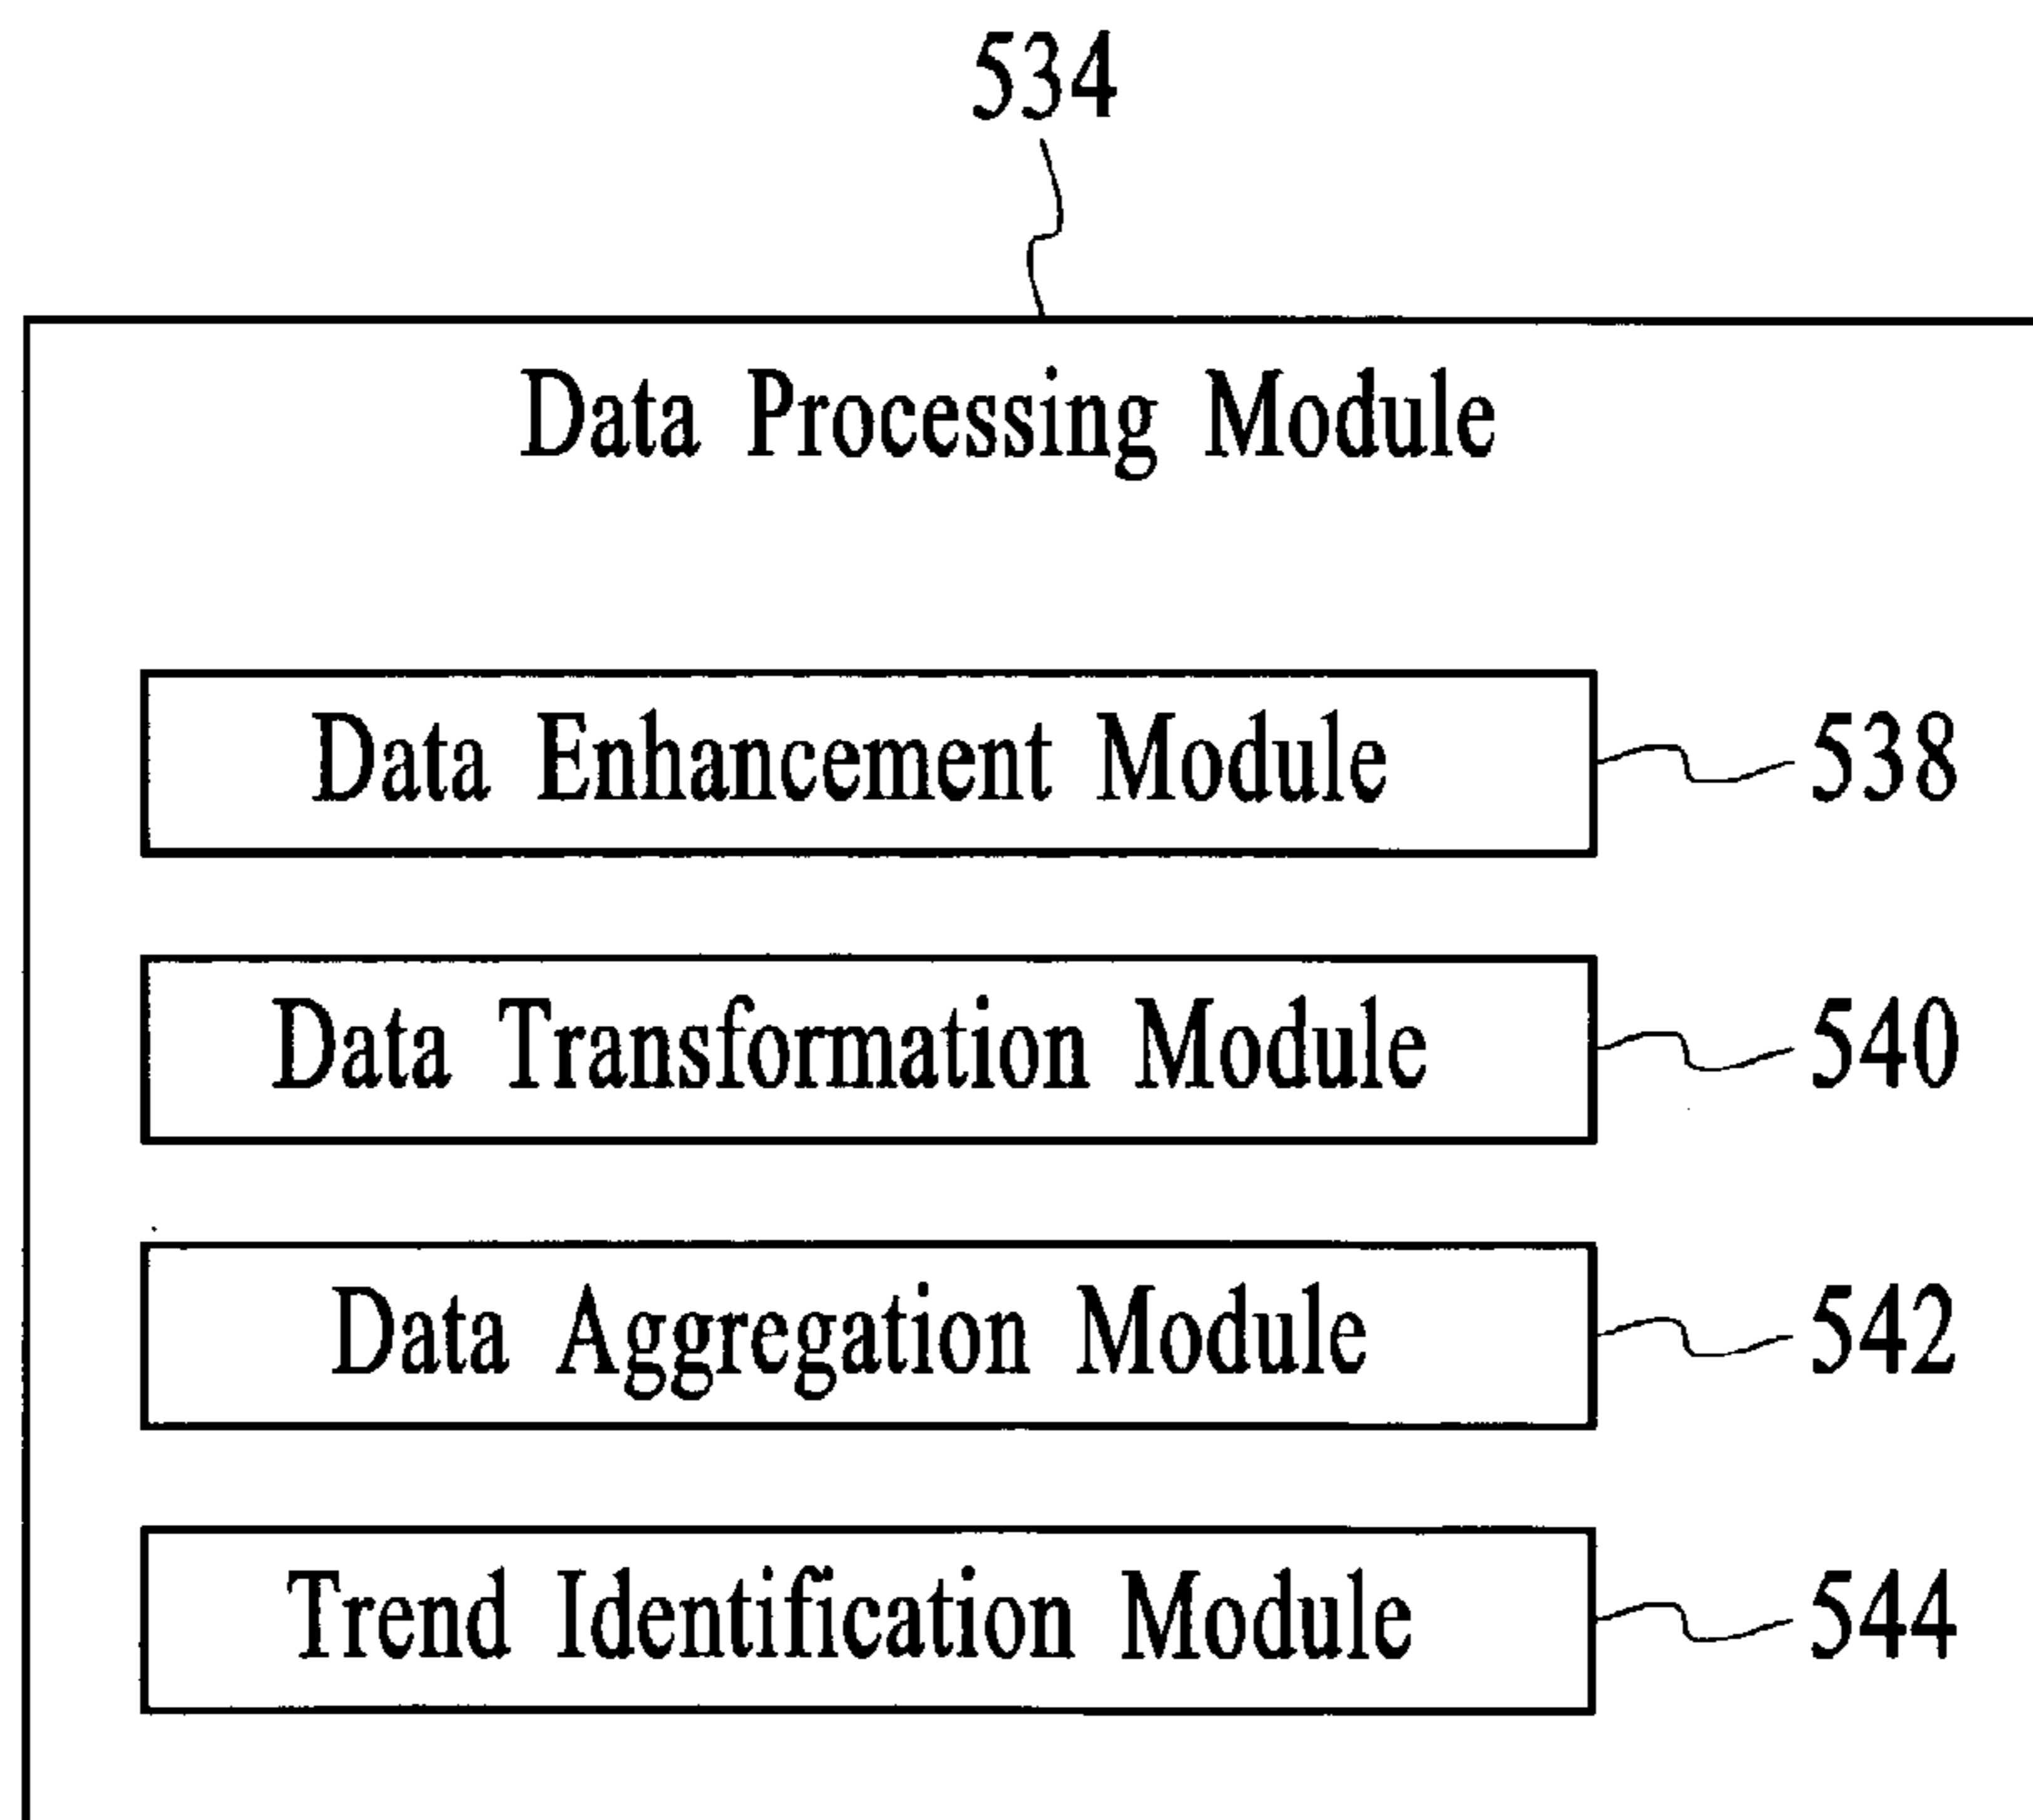 534
Data Processing Module
Data Enhancement Module 538
Data Transformation Module 540
Data Aggregation Module 542
Trend Identification Module 544